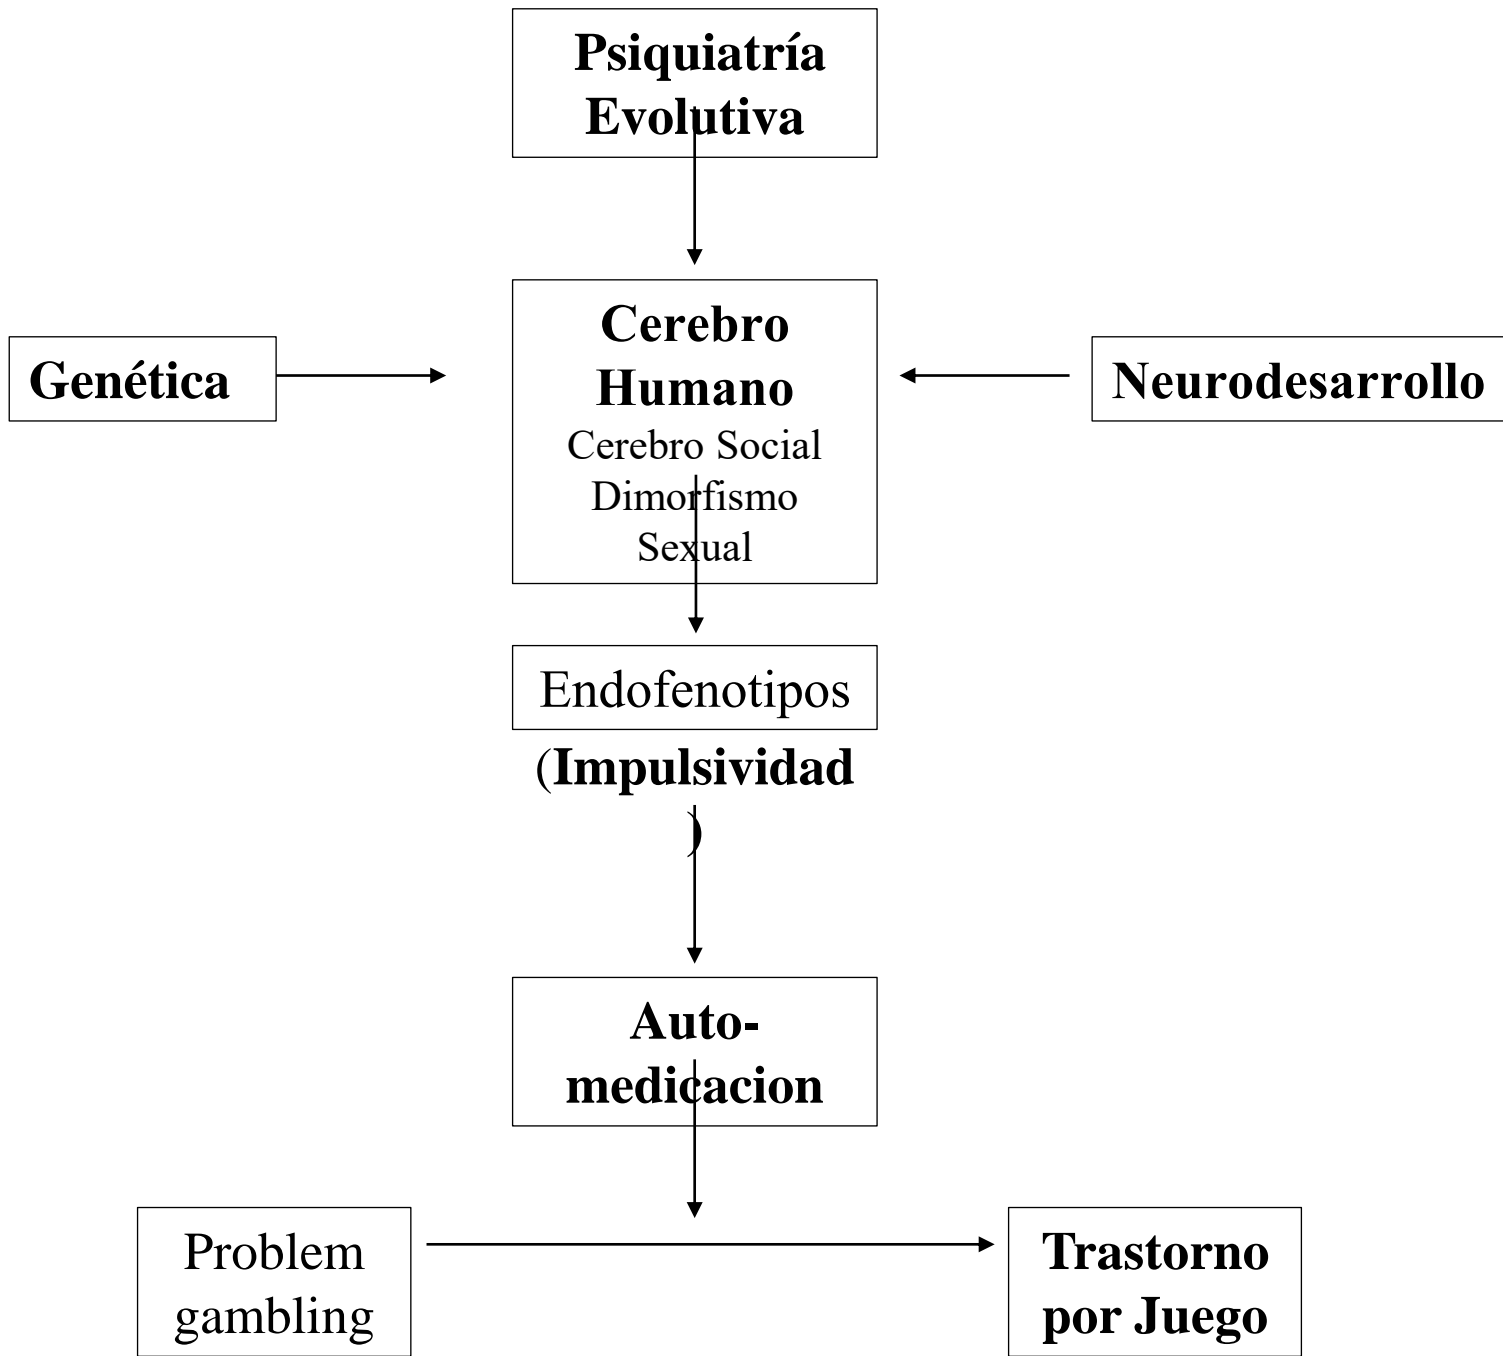 Psiquiatría
Evolutiva
Cerebro
Humano
Cerebro Social
Dimorfismo
Sexual
Genética
Neurodesarrollo
Endofenotipos
(Impulsividad
)
Auto-
medicacion
Problem
gambling
Trastorno
por Juego